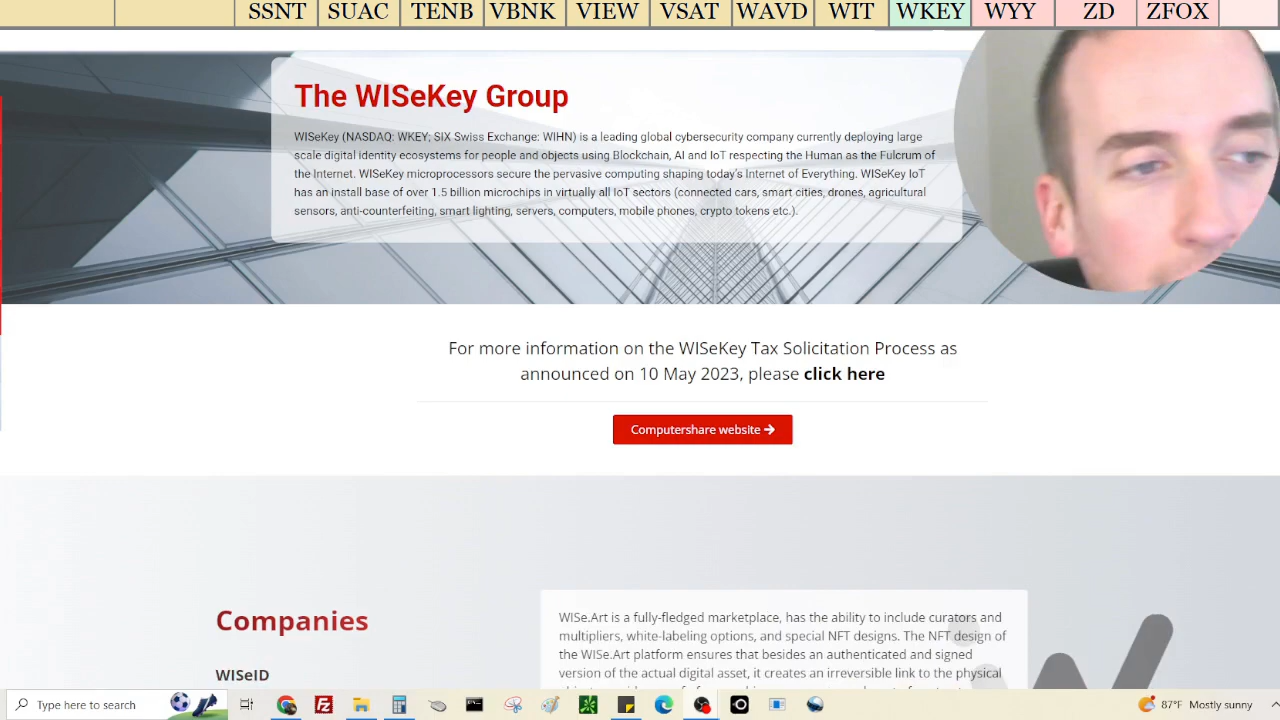 SSNT SUAC TENB VBNK VIEW VSAT WAVD WIT WKEY WYY ZD ZFOX
The WISeKey Group
WISeKey (NASDAQ: WKEY; SIX Swiss Exchange: WIHN) is a leading global cybersecurity company currently deploying large
scale digital identity ecosystems for people and objects using Blockchain, AI and IoT respecting the Human as the Fulcrum of
the Internet. WISeKey microprocessors secure the pervasive computing shaping today's Internet of Everything. WISeKey IoT
has an install base of over 1.5 billion microchips in virtually all IoT sectors (connected cars, smart cities, drones, agricultural
sensors, anti-counterfeiting, smart lighting, servers, computers, mobile phones, crypto tokens etc.).
For more information on the WISeKey Tax Solicitation Process as
announced on 10 May 2023, please click here
Computershare website
Companies
WISeID
WISe.Art is a fully-fledged marketplace, has the ability to include curators and
multipliers, white-labeling options, and special NFT designs. The NFT design of
the WISe.Art platform ensures that besides an authenticated and signed
version of the actual digital asset, it creates an irreversible link to the physical
Type here to search
87°F Mostly sunny